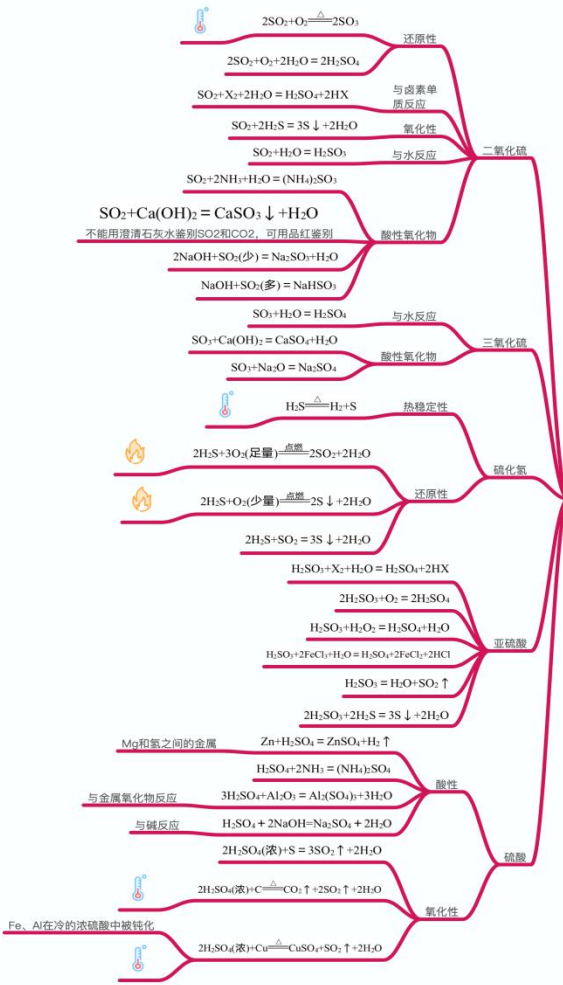 2SO₂+O₂=△=2SO₃
还原性
2SO₂+O₂+2H₂O=2H₂SO₄
SO₂+X₂+2H₂O=H₂SO₄+2HX
与卤素单
质反应
SO₂+2H₂S=3S↓+2H₂O
氧化性
SO₂+H₂O=H₂SO₃
与水反应
二氧化硫
SO₂+2NH₃+H₂O=(NH₄)₂SO₃
SO₂+Ca(OH)₂=CaSO₃↓+H₂O
不能用澄清石灰水鉴别SO2和CO2，可用品红鉴别
酸性氧化物
2NaOH+SO₂(少)=Na₂SO₃+H₂O
NaOH+SO₂(多)=NaHSO₃
SO₃+H₂O=H₂SO₄
与水反应
三氧化硫
SO₃+Ca(OH)₂=CaSO₄+H₂O
酸性氧化物
SO₃+Na₂O=Na₂SO₄
H₂S=△=H₂+S
热稳定性
2H₂S+3O₂(足量)=点燃=2SO₂+2H₂O
硫化氢
2H₂S+O₂(少量)=点燃=2S↓+2H₂O
还原性
2H₂S+SO₂=3S↓+2H₂O
H₂SO₃+X₂+H₂O=H₂SO₄+2HX
2H₂SO₃+O₂=2H₂SO₄
H₂SO₃+H₂O₂=H₂SO₄+H₂O
亚硫酸
H₂SO₃+2FeCl₃+H₂O=H₂SO₄+2FeCl₂+2HCl
H₂SO₃=H₂O+SO₂↑
2H₂SO₃+2H₂S=3S↓+2H₂O
Mg和氢之间的金属
Zn+H₂SO₄=ZnSO₄+H₂↑
H₂SO₄+2NH₃=(NH₄)₂SO₄
酸性
与金属氧化物反应
3H₂SO₄+Al₂O₃=Al₂(SO₄)₃+3H₂O
与碱反应
H₂SO₄+2NaOH=Na₂SO₄+2H₂O
硫酸
2H₂SO₄(浓)+S=3SO₂↑+2H₂O
2H₂SO₄(浓)+C=△=CO₂↑+2SO₂↑+2H₂O
氧化性
Fe、Al在冷的浓硫酸中被钝化
2H₂SO₄(浓)+Cu=△=CuSO₄+SO₂↑+2H₂O